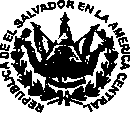 REPUBLICA DE EL SALVADOR EN LA AMERICA CENTRAL